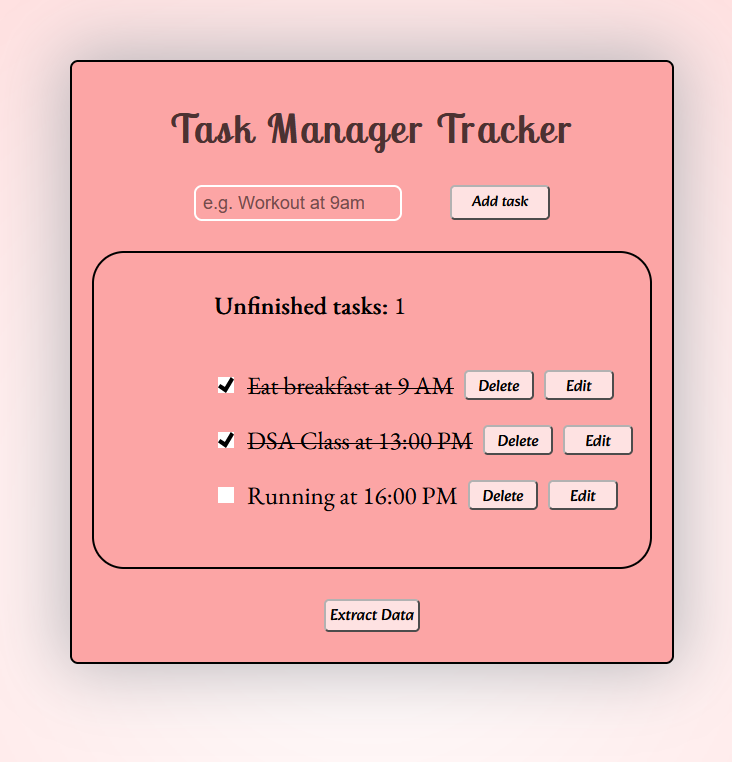 Task Manager Tracker
e.g. Workout at 9am Add task
Unfinished tasks: 1
Eat breakfast at 9 AM Delete Edit
DSA Class at 13:00 PM Delete Edit
Running at 16:00 PM Delete Edit
Extract Data